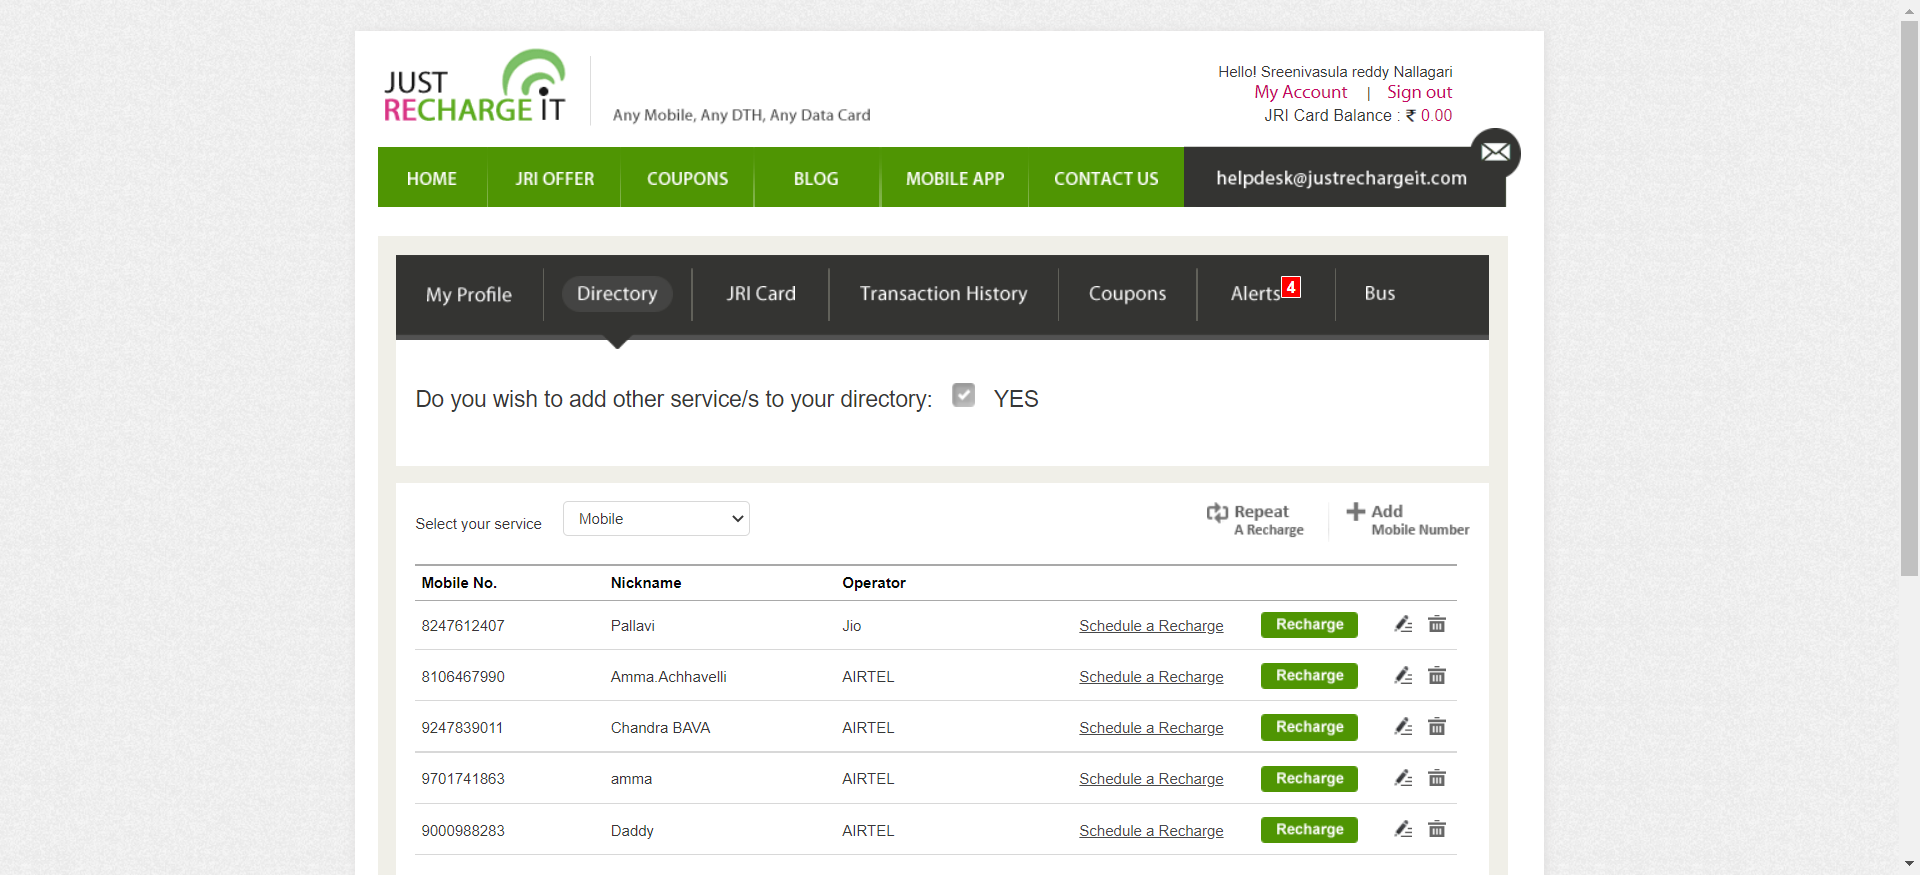 JUST
RECHARGE iT
Any Mobile, Any DTH, Any Data Card
Hello! Sreenivasula reddy Nallagari
My Account | Sign out
JRI Card Balance : ₹ 0.00
HOME JRI OFFER COUPONS BLOG MOBILE APP CONTACT US helpdesk@justrechargeit.com
My Profile Directory JRI Card Transaction History Coupons Alerts 4 Bus
Do you wish to add other service/s to your directory: YES
Select your service Mobile
Repeat
A Recharge
Add
Mobile Number
Mobile No. Nickname Operator
8247612407 Pallavi Jio Schedule a Recharge Recharge
8106467990 Amma.Achhavelli AIRTEL Schedule a Recharge Recharge
9247839011 Chandra BAVA AIRTEL Schedule a Recharge Recharge
9701741863 amma AIRTEL Schedule a Recharge Recharge
9000988283 Daddy AIRTEL Schedule a Recharge Recharge